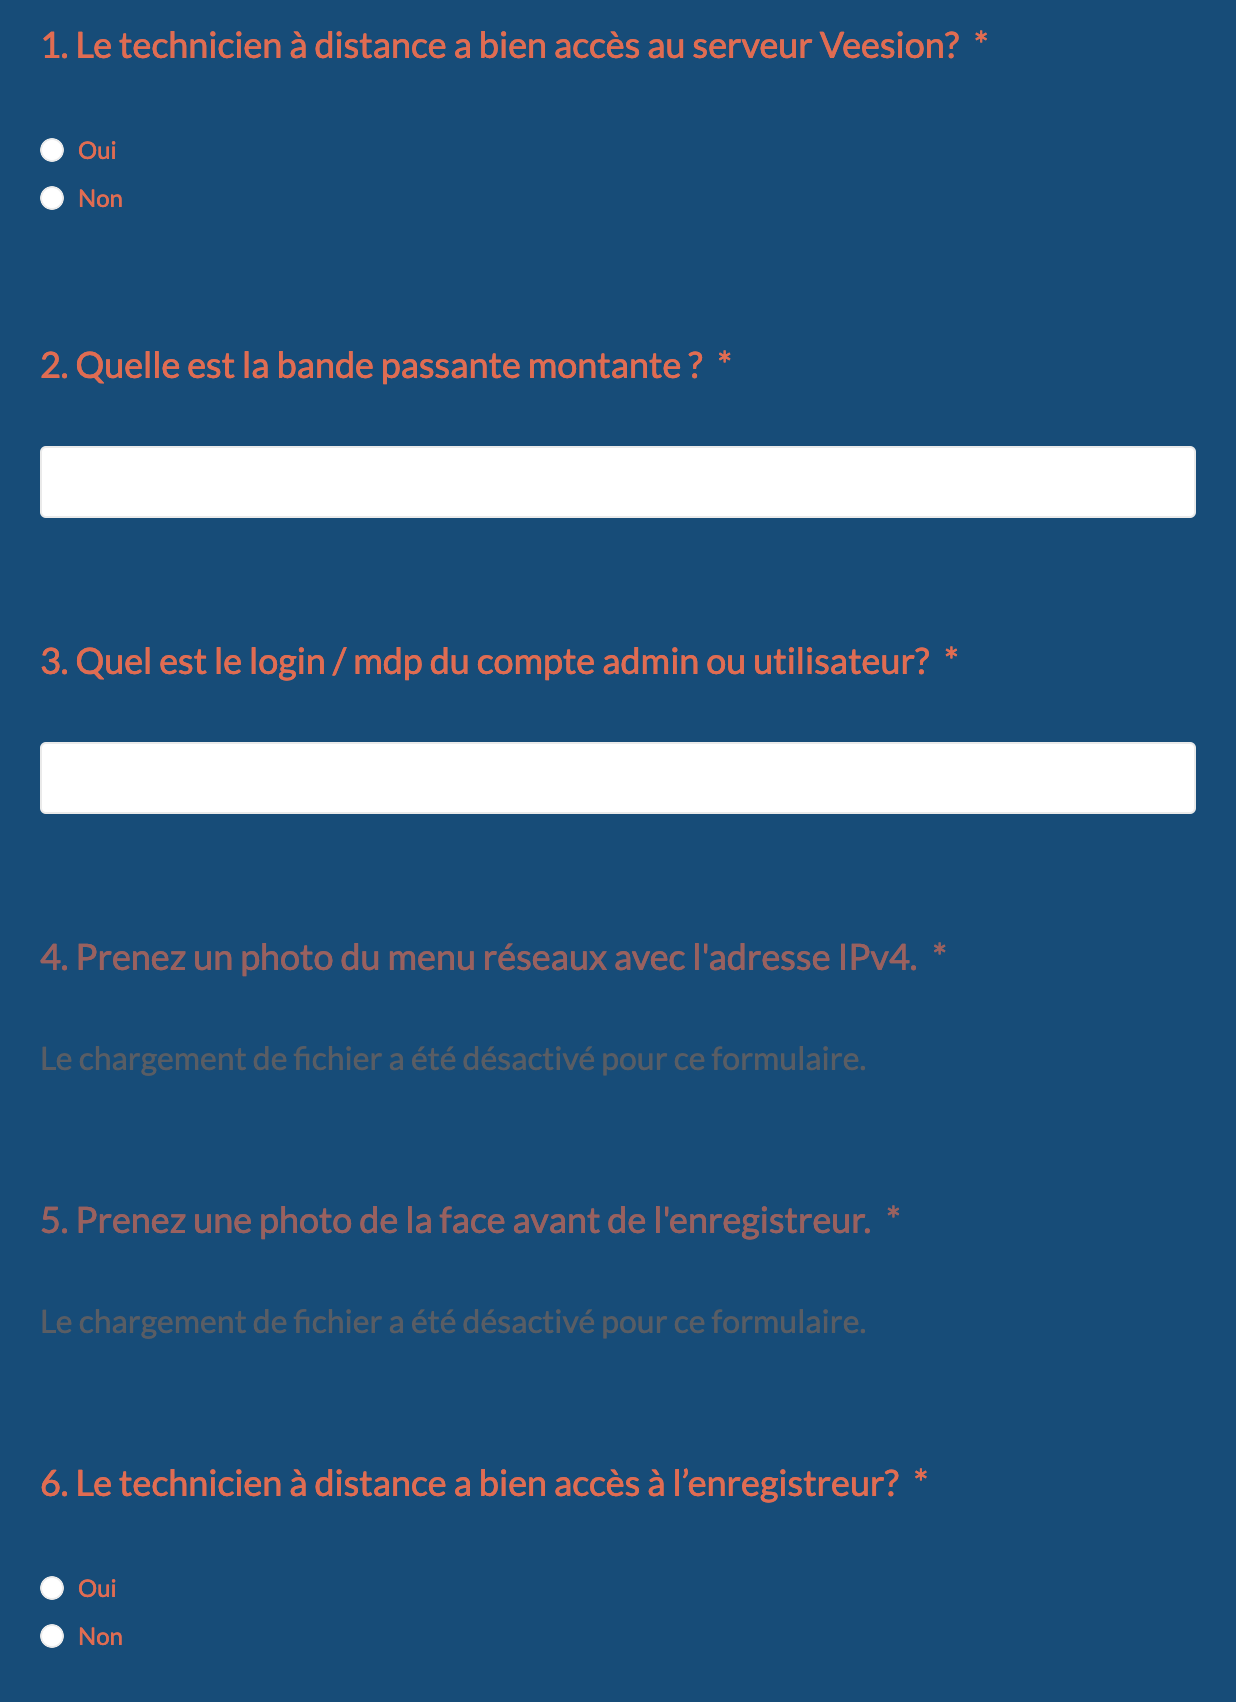 1. Le technicien à distance a bien accès au serveur Veesion? *
Oui
Non
2. Quelle est la bande passante montante ? *
3. Quel est le login / mdp du compte admin ou utilisateur? *
4. Prenez un photo du menu réseaux avec l'adresse IPv4. *
Le chargement de fichier a été désactivé pour ce formulaire.
5. Prenez une photo de la face avant de l'enregistreur. *
Le chargement de fichier a été désactivé pour ce formulaire.
6. Le technicien à distance a bien accès à l’enregistreur? *
Oui
Non